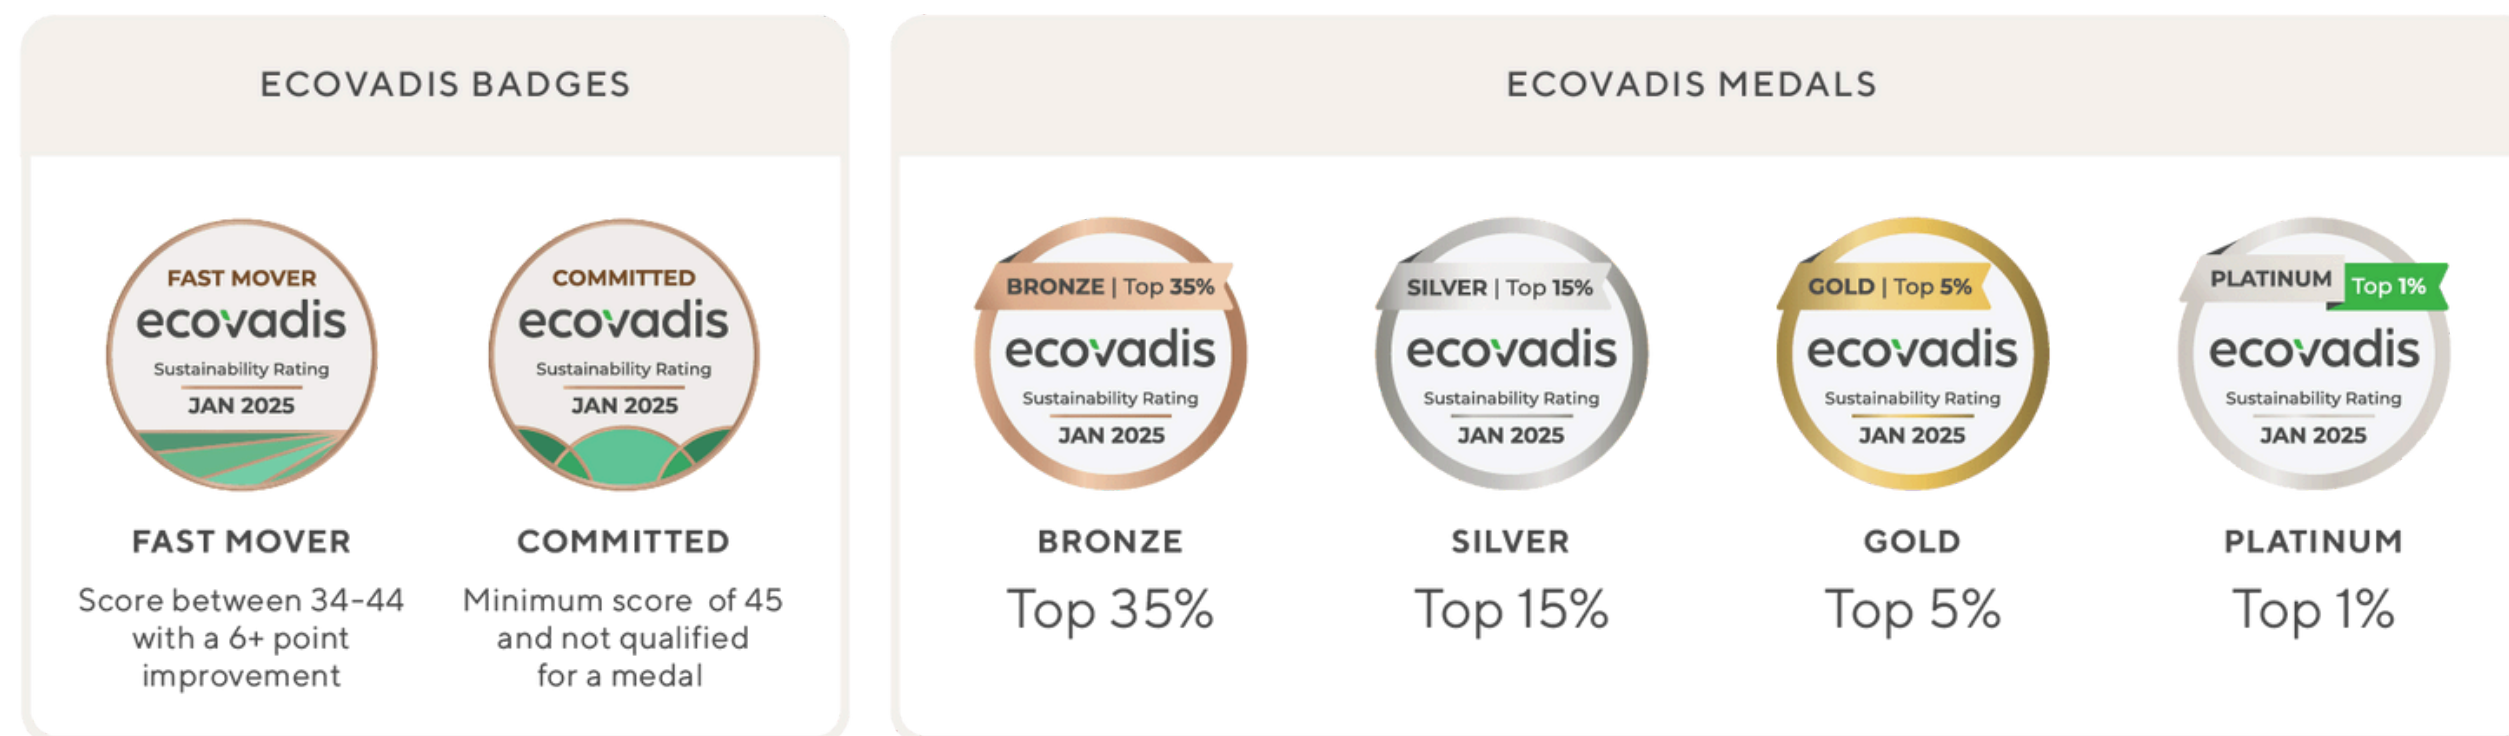 ECOVADIS BADGES
FAST MOVER
ecovadis
Sustainability Rating
JAN 2025
FAST MOVER
Score between 34-44
with a 6+ point
improvement
COMMITTED
ecovadis
Sustainability Rating
JAN 2025
COMMITTED
Minimum score of 45
and not qualified
for a medal
ECOVADIS MEDALS
BRONZE | Top 35%
ecovadis
Sustainability Rating
JAN 2025
BRONZE
Top 35%
SILVER | Top 15%
ecovadis
Sustainability Rating
JAN 2025
SILVER
Top 15%
GOLD | Top 5%
ecovadis
Sustainability Rating
JAN 2025
GOLD
Top 5%
PLATINUM Top 1%
ecovadis
Sustainability Rating
JAN 2025
PLATINUM
Top 1%